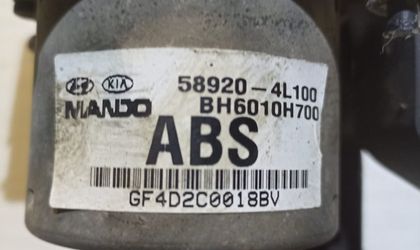 KIA 58920-4L100
MANDO BH6010H700
ABS
GF4D2C0018BV